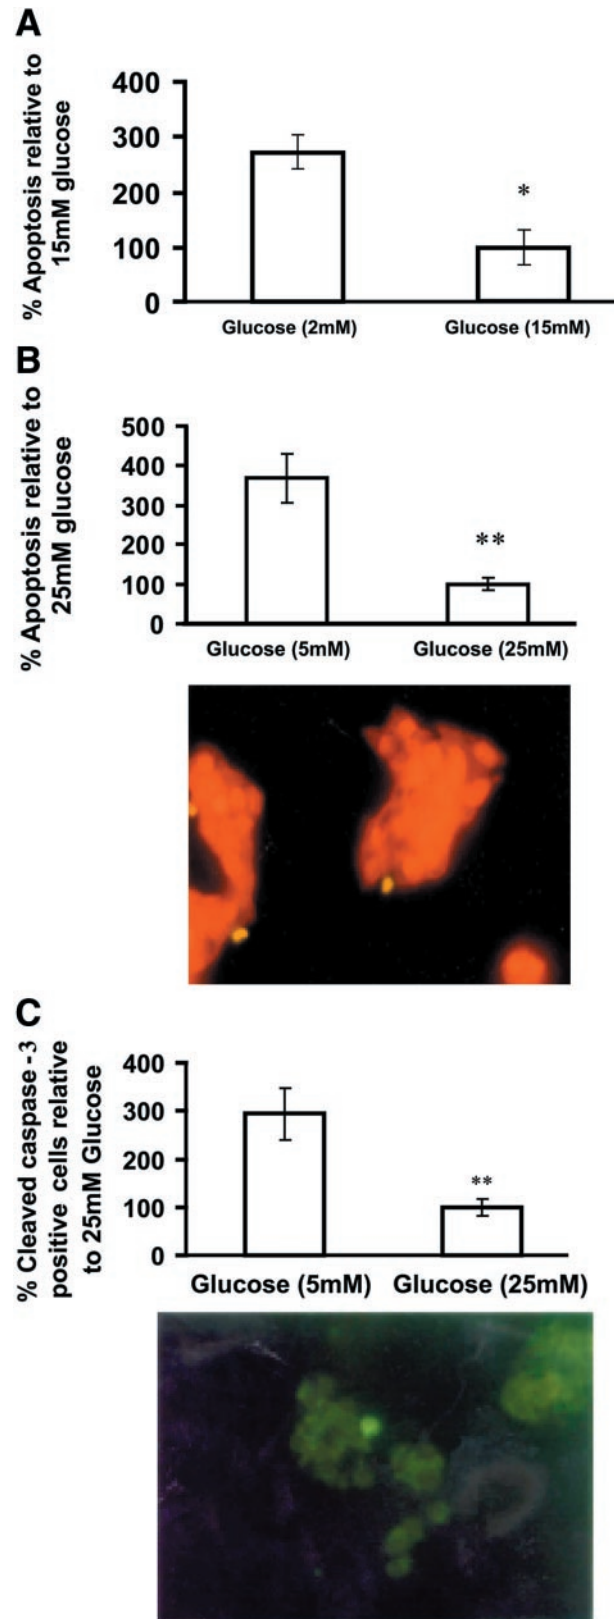 A
% Apoptosis relative to
15mM glucose
400
300
200
100
0
*
Glucose (2mM)
Glucose (15mM)
B
% Apoptosis relative to
25mM glucose
500
400
300
200
100
0
**
Glucose (5mM)
Glucose (25mM)
C
% Cleaved caspase -3
positive cells relative
to 25mM Glucose
400
300
200
100
0
**
Glucose (5mM)
Glucose (25mM)